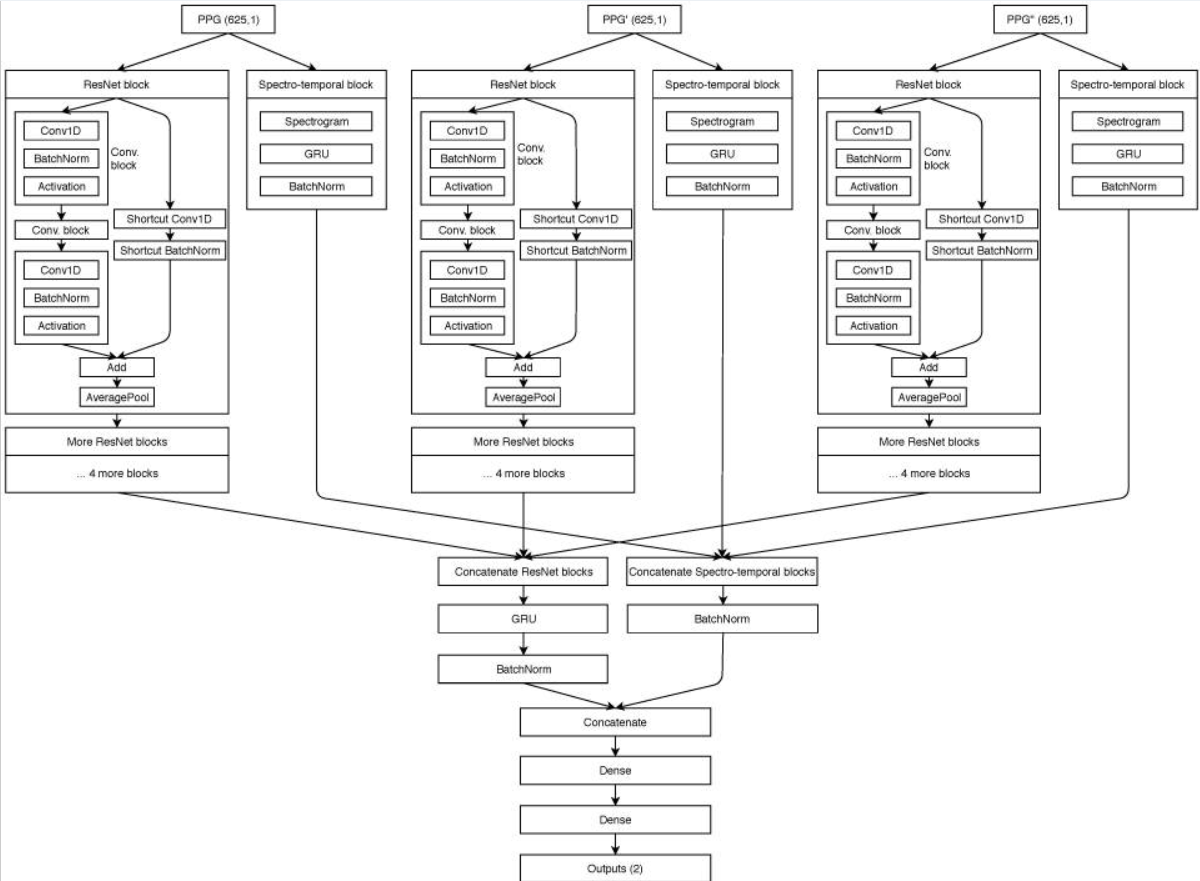 PPG (625,1)
PPG' (625,1)
PPG" (625,1)
ResNet block
Spectro-temporal block
ResNet block
Spectro-temporal block
ResNet block
Spectro-temporal block
Conv1D
BatchNorm
Activation
Conv.
block
Conv. block
Conv1D
BatchNorm
Activation
Shortcut Conv1D
Shortcut BatchNorm
Add
AveragePool
Spectrogram
GRU
BatchNorm
Conv1D
BatchNorm
Activation
Conv.
block
Conv. block
Conv1D
BatchNorm
Activation
Shortcut Conv1D
Shortcut BatchNorm
Add
AveragePool
Spectrogram
GRU
BatchNorm
Conv1D
BatchNorm
Activation
Conv.
block
Conv. block
Conv1D
BatchNorm
Activation
Shortcut Conv1D
Shortcut BatchNorm
Add
AveragePool
Spectrogram
GRU
BatchNorm
More ResNet blocks
... 4 more blocks
More ResNet blocks
... 4 more blocks
More ResNet blocks
... 4 more blocks
Concatenate ResNet blocks
Concatenate Spectro-temporal blocks
GRU
BatchNorm
BatchNorm
Concatenate
Dense
Dense
Outputs (2)